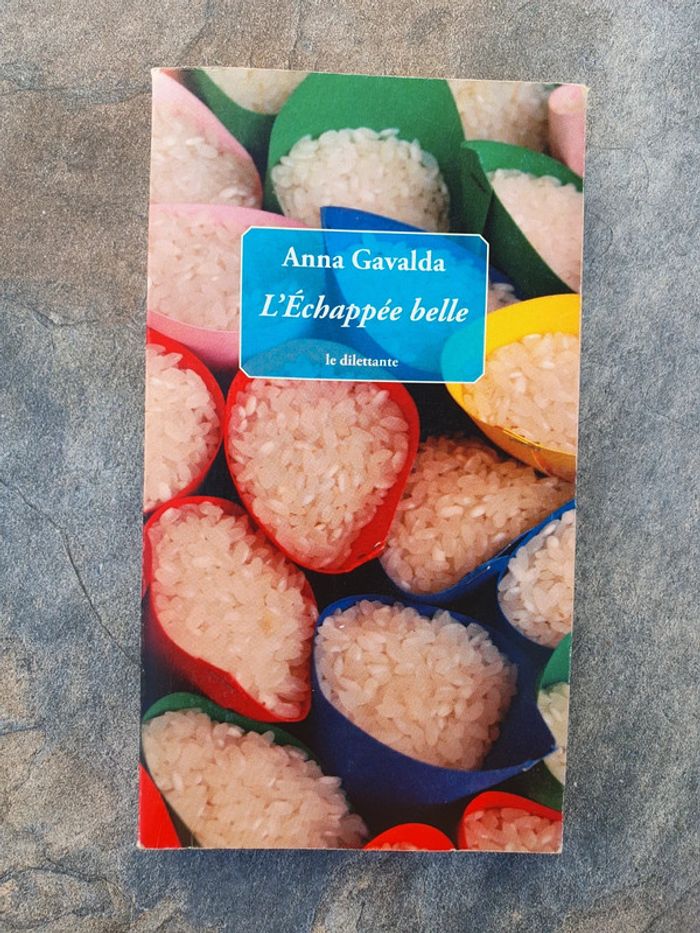 Anna Gavalda
L'Échappée belle
le dilettante